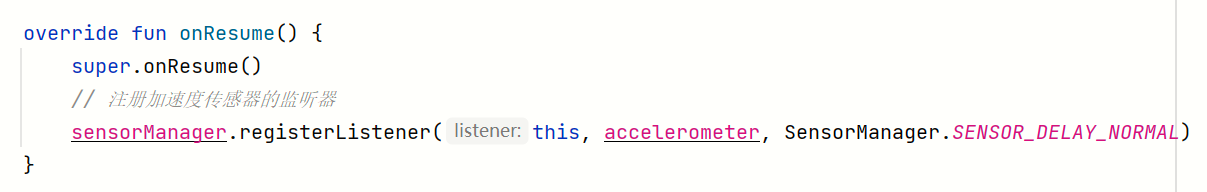 override fun onResume() {
super.onResume()
// 注册加速度传感器的监听器
sensorManager.registerListener( listener: this, accelerometer, SensorManager.SENSOR_DELAY_NORMAL)
}